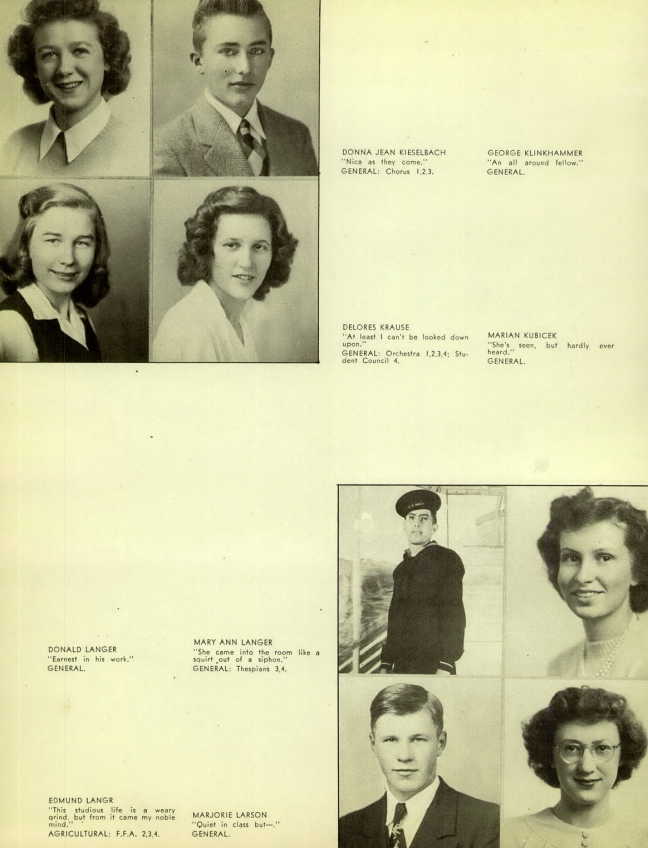 DONNA JEAN KIESELBACH
"Nice as they come."
GENERAL: Chorus 1,2,3.
GEORGE KLINKHAMMER
"An all around fellow."
GENERAL.
DELORES KRAUSE
"At least I can't be looked down
upon."
GENERAL: Orchestra 1,2,3,4; Stu-
dent Council 4.
MARIAN KUBICEK
"She's seen, but hardly ever
heard."
GENERAL.
DONALD LANGER
"Earnest in his work."
GENERAL.
MARY ANN LANGER
"She came into the room like a
squirt out of a siphon."
GENERAL: Thespians 3,4.
EDMUND LANGR
"This studious life is a weary
grind, but from it came my noble
mind."
AGRICULTURAL: F.F.A. 2,3,4.
MARJORIE LARSON
"Quiet in class but—."
GENERAL.